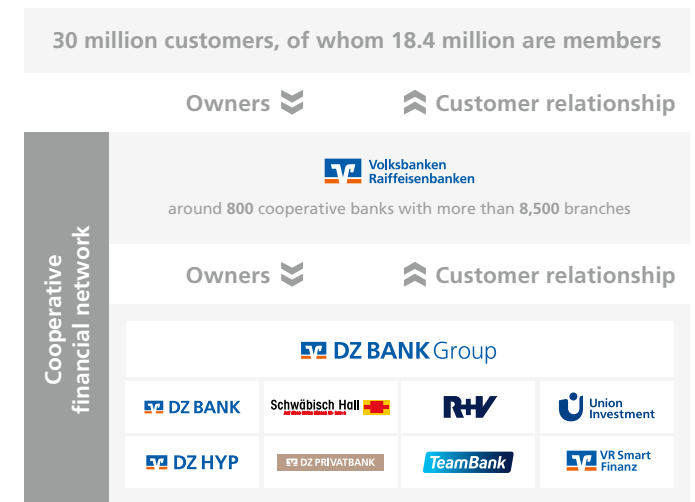 30 million customers, of whom 18.4 million are members
Owners Customer relationship
Volksbanken
Raiffeisenbanken
around 800 cooperative banks with more than 8,500 branches
Cooperative
financial network
Owners Customer relationship
DZ BANK Group
DZ BANK
Schwäbisch Hall
R+V
Union
Investment
DZ HYP
DZ PRIVATBANK
TeamBank
VR Smart
Finanz